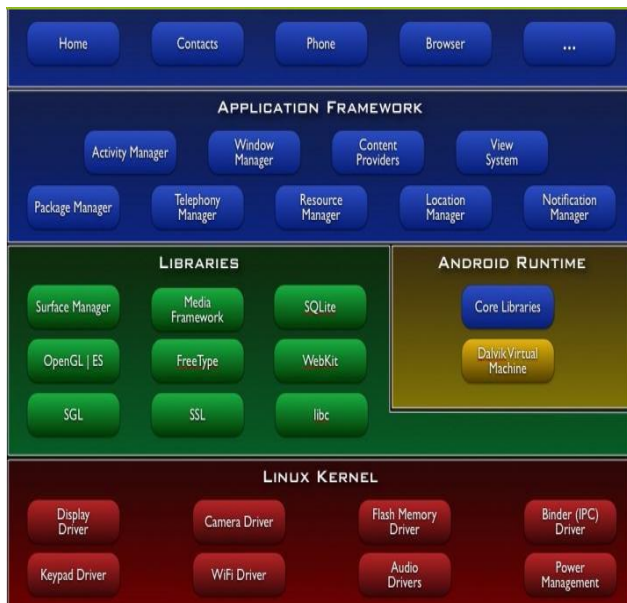 Home
Contacts
Phone
Browser
...
APPLICATION FRAMEWORK
Activity Manager
Window
Manager
Content
Providers
View
System
Package Manager
Telephony
Manager
Resource
Manager
Location
Manager
Notification
Manager
LIBRARIES
Surface Manager
Media
Framework
SQLite
OpenGL | ES
FreeType
WebKit
SGL
SSL
libc
ANDROID RUNTIME
Core Libraries
Dalvik Virtual
Machine
LINUX KERNEL
Display
Driver
Camera Driver
Flash Memory
Driver
Binder (IPC)
Driver
Keypad Driver
WiFi Driver
Audio
Drivers
Power
Management